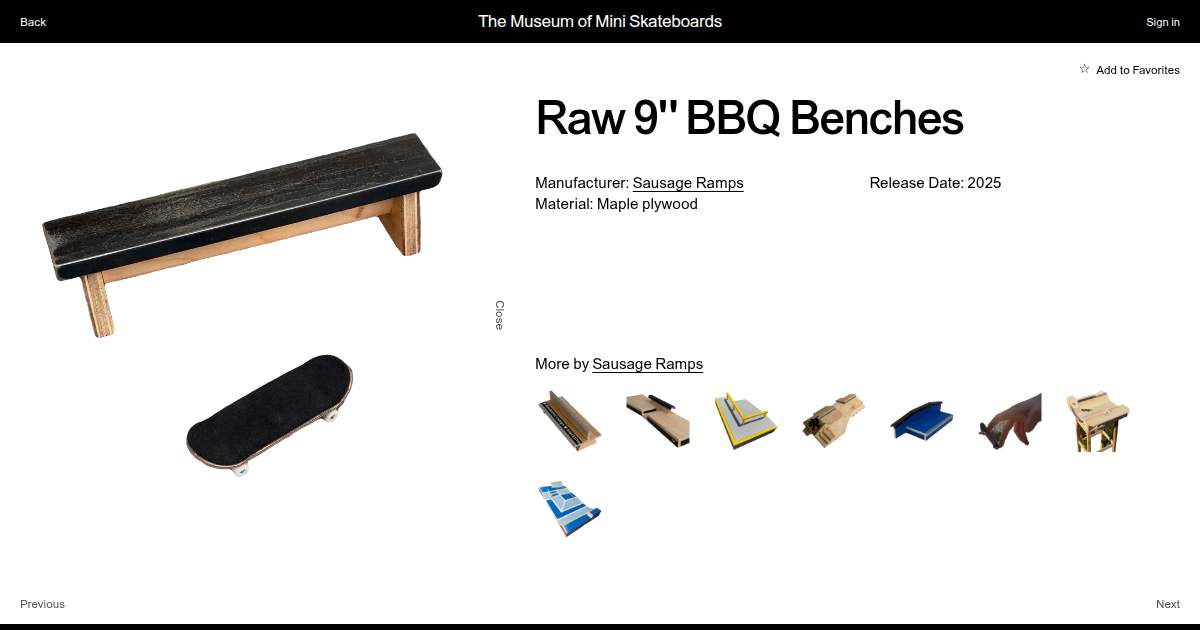 Back
The Museum of Mini Skateboards
Sign in
☆ Add to Favorites
Raw 9" BBQ Benches
Manufacturer: Sausage Ramps
Release Date: 2025
Material: Maple plywood
Close
More by Sausage Ramps
Previous
Next